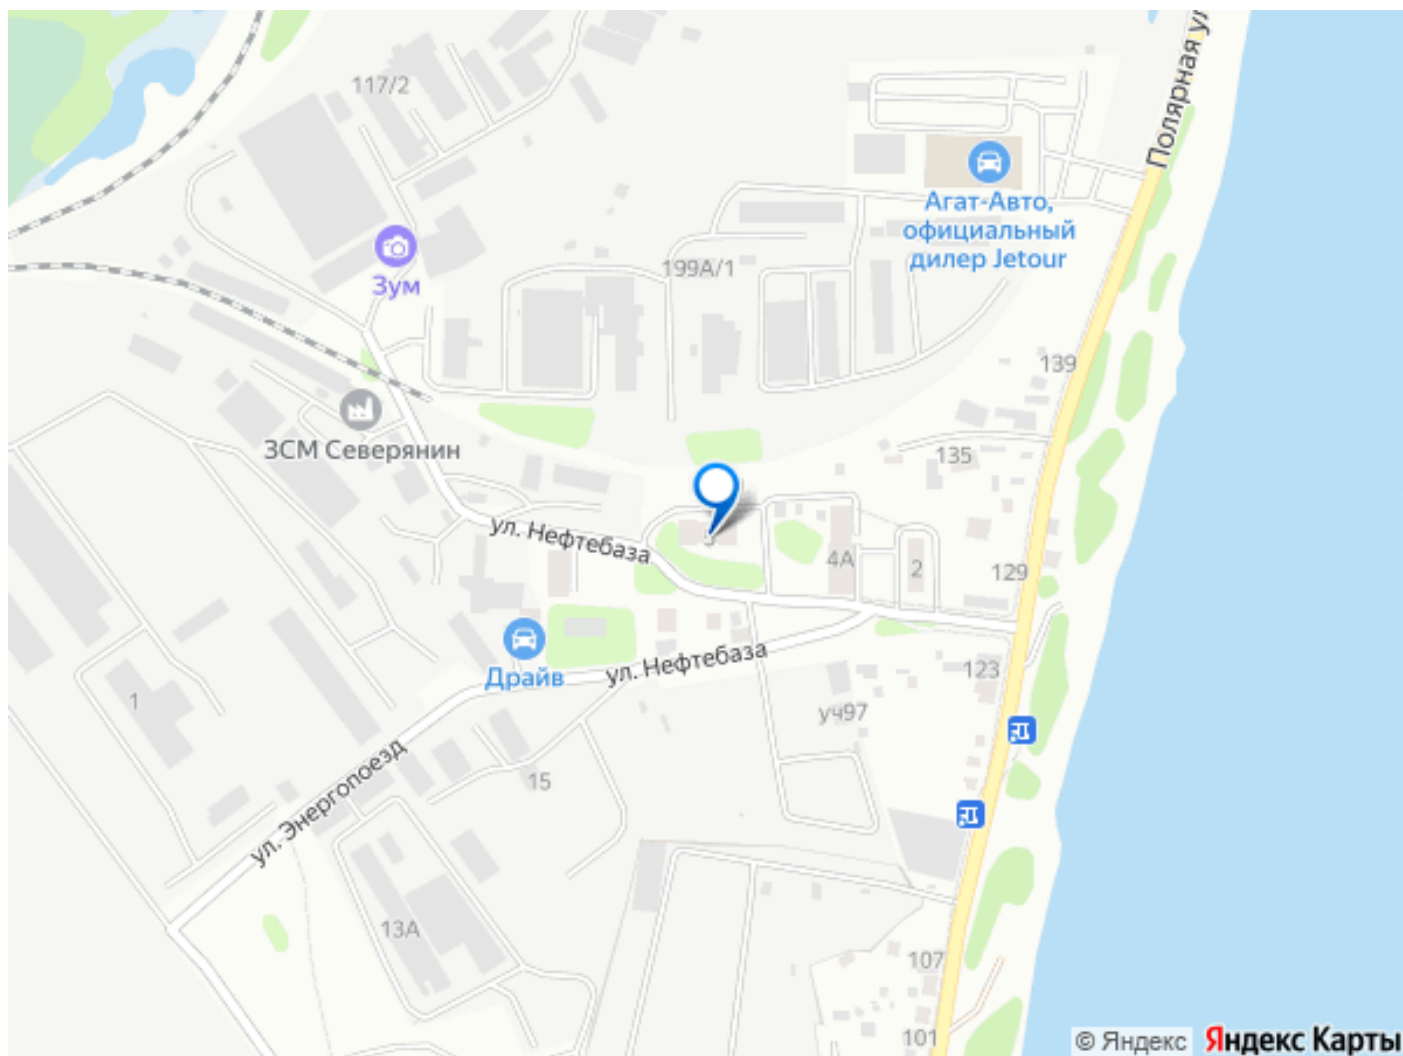 Полярная ул
117/2
Агат-Авто,
официальный
дилер Jetour
Зум
199А/1
139
ЗСМ Северянин
135
ул. Нефтебаза
4А
2
129
Драйв
ул. Нефтебаза
123
1
уч97
ул. Энергопоезд
15
13А
107
101
© Яндекс
Яндекс Карты